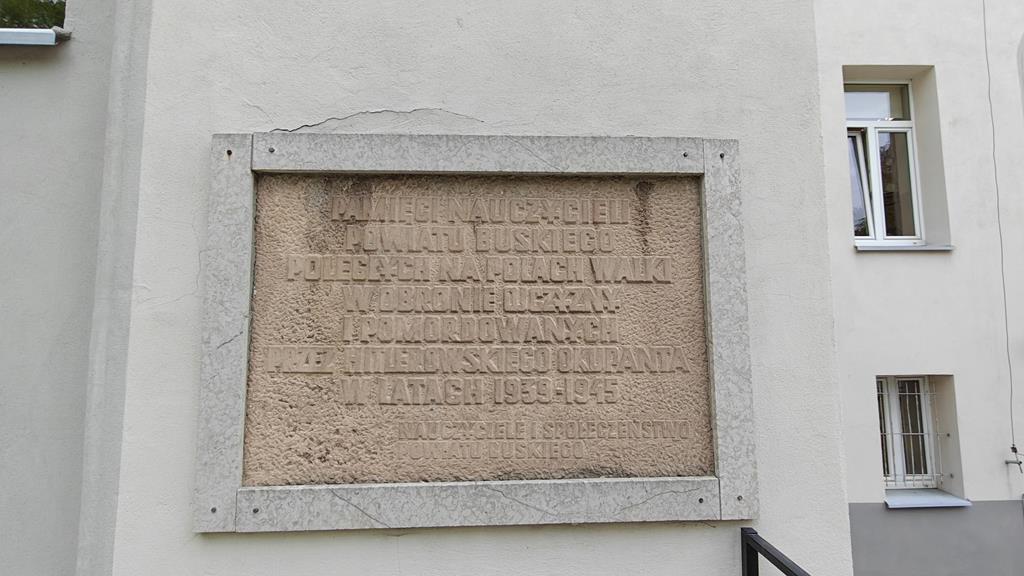 PAMIĘCI NAUCZYCIELI
POWIATU BUSKIEGO
POLEGŁYCH NA POLACH WALKI
W OBRONIE OJCZYZNY
I POMORDOWANYCH
PRZEZ HITLEROWSKIEGO OKUPANTA
W LATACH 1939-1945
NAUCZYCIELE I SPOŁECZEŃSTWO
POWIATU BUSKIEGO